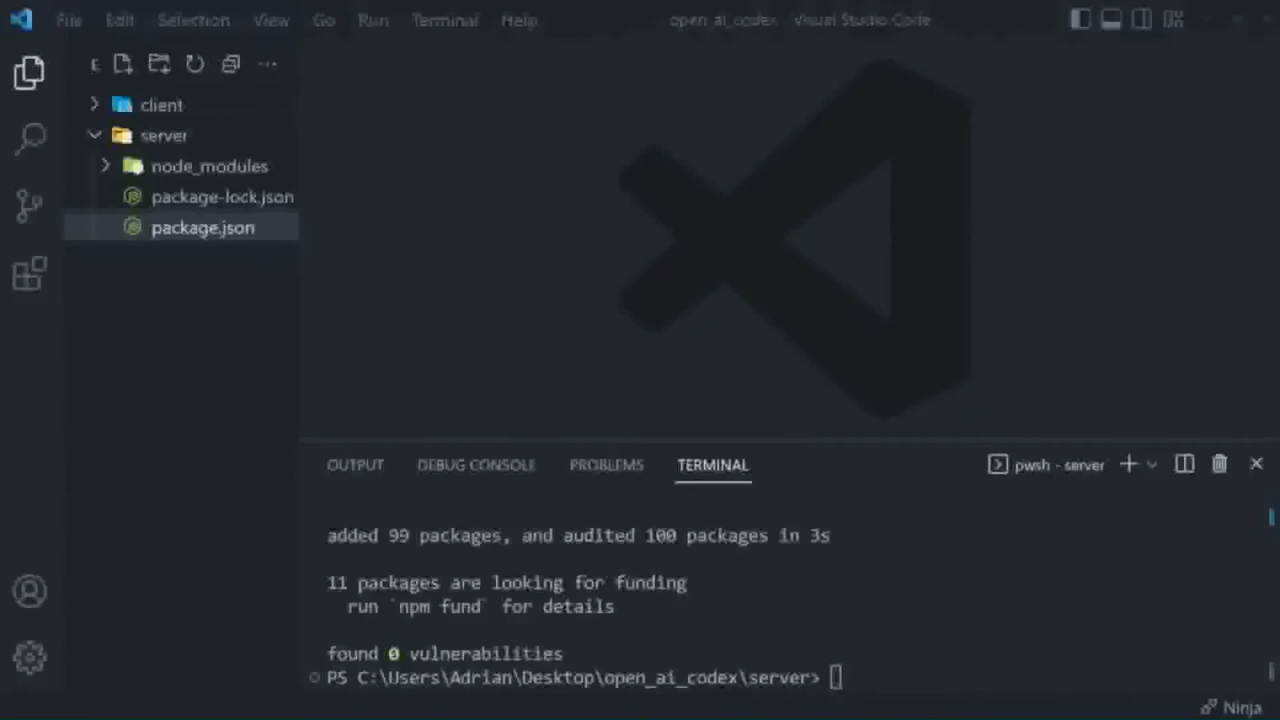 File Edit Selection View Go Run Terminal Help open_ai_codex - Visual Studio Code
E
client
server
node_modules
package-lock.json
package.json
OUTPUT DEBUG CONSOLE PROBLEMS TERMINAL
pwsh - server
added 99 packages, and audited 100 packages in 3s
11 packages are looking for funding
run `npm fund` for details
found 0 vulnerabilities
PS C:\Users\Adrian\Desktop\open_ai_codex\server>
Ninja